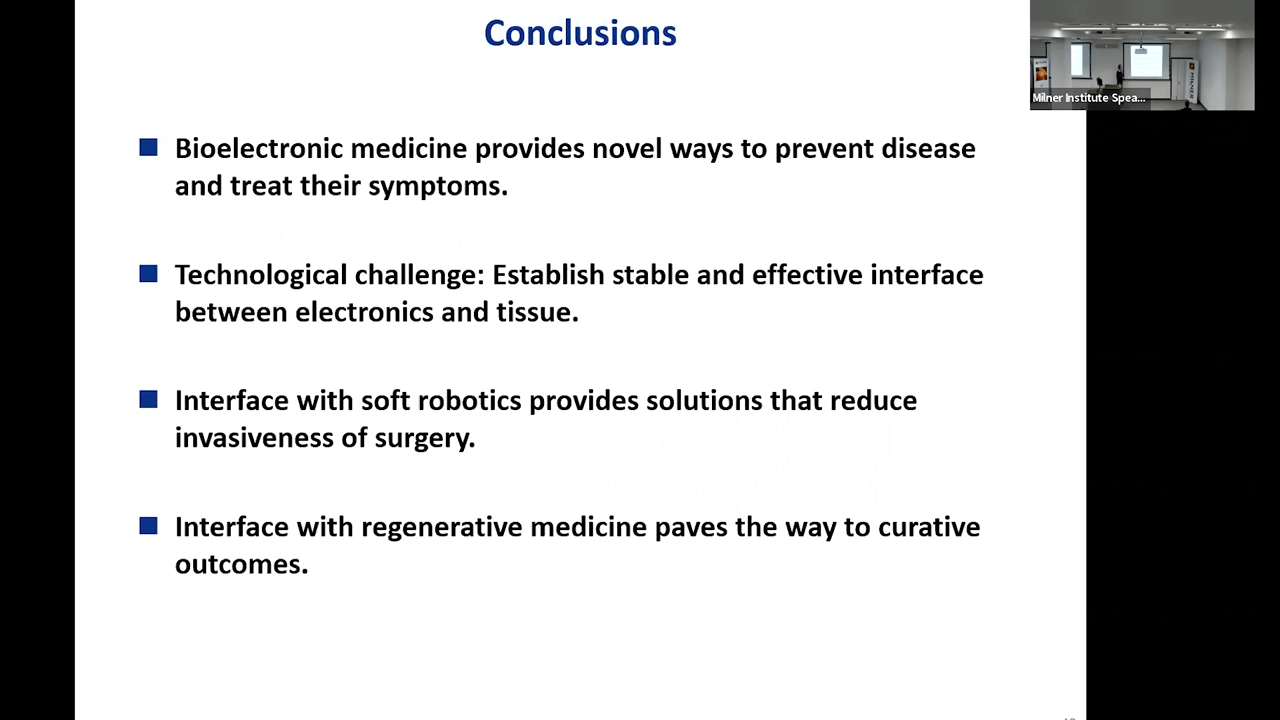 Conclusions
Milner Institute Spea...
Bioelectronic medicine provides novel ways to prevent disease
and treat their symptoms.
Technological challenge: Establish stable and effective interface
between electronics and tissue.
Interface with soft robotics provides solutions that reduce
invasiveness of surgery.
Interface with regenerative medicine paves the way to curative
outcomes.